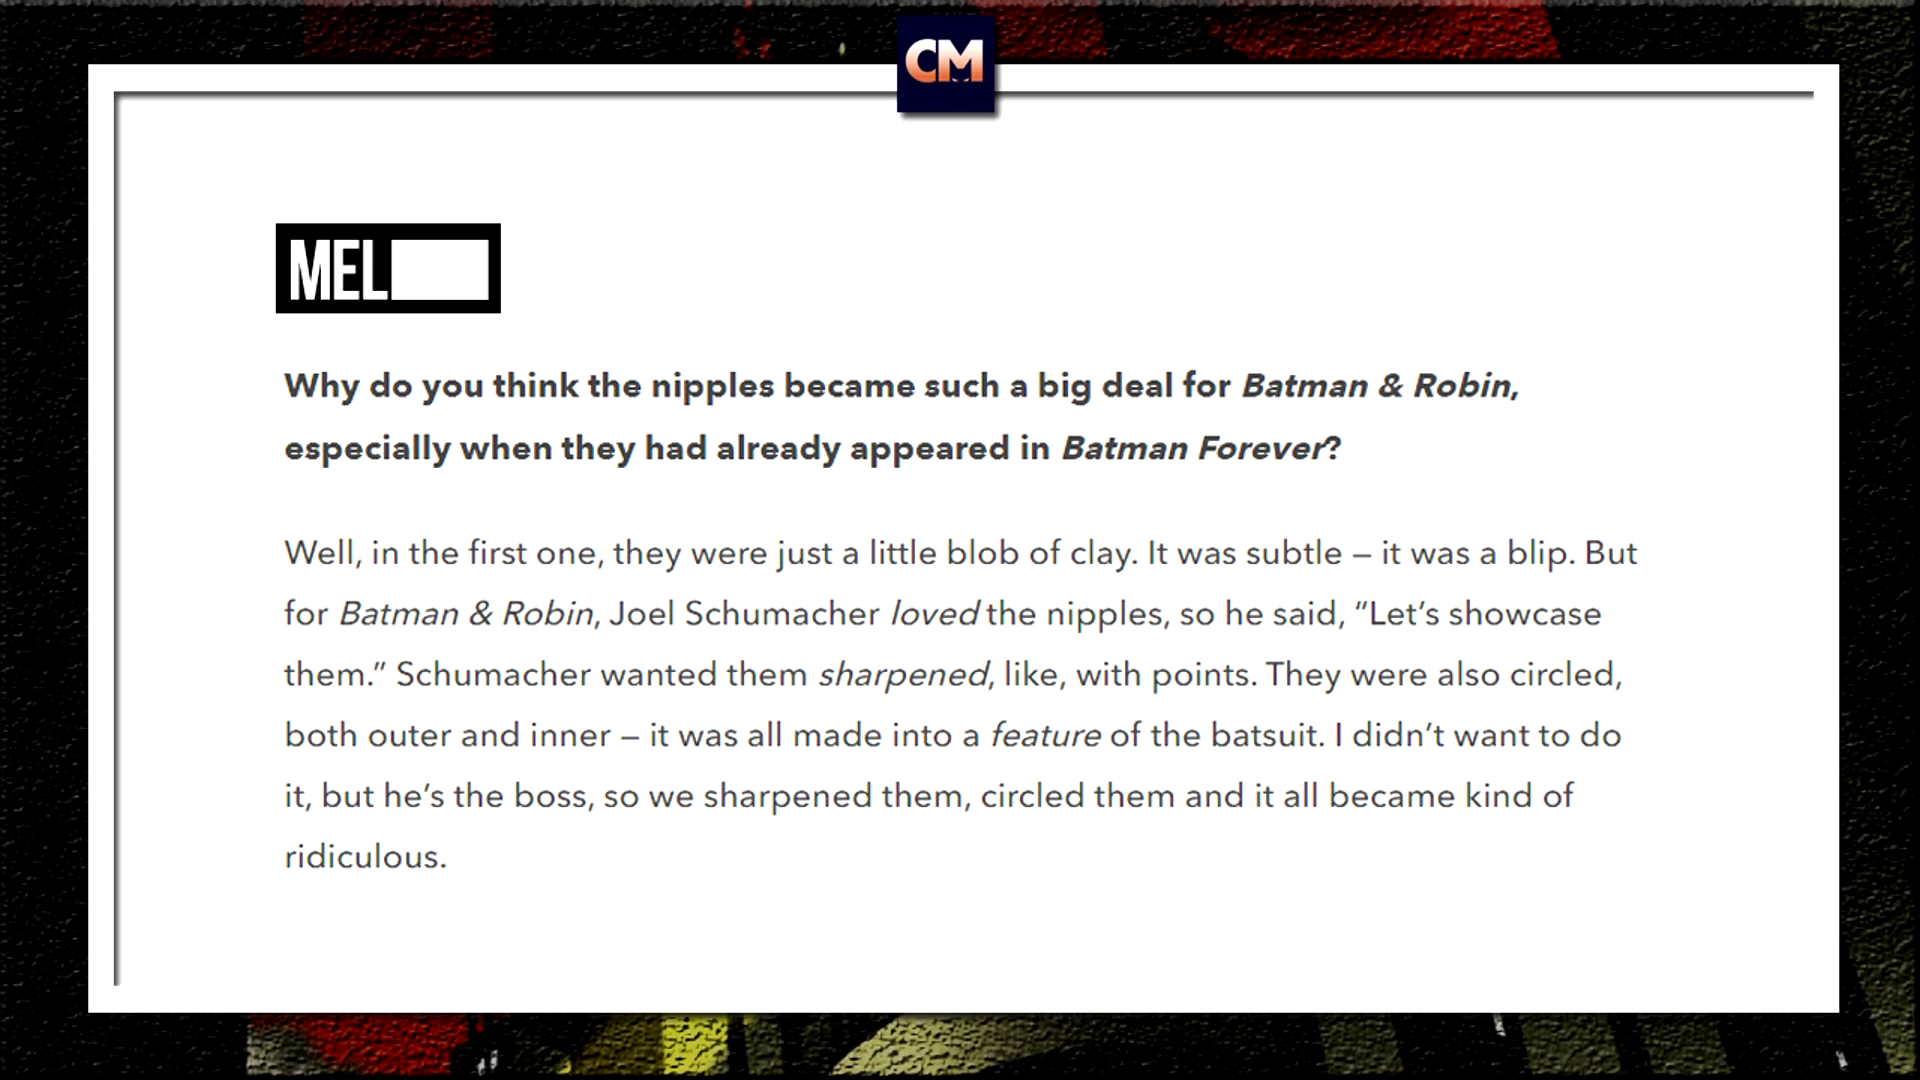 CM
MEL
Why do you think the nipples became such a big deal for Batman & Robin,
especially when they had already appeared in Batman Forever?
Well, in the first one, they were just a little blob of clay. It was subtle – it was a blip. But
for Batman & Robin, Joel Schumacher loved the nipples, so he said, “Let’s showcase
them.” Schumacher wanted them sharpened, like, with points. They were also circled,
both outer and inner – it was all made into a feature of the batsuit. I didn’t want to do
it, but he’s the boss, so we sharpened them, circled them and it all became kind of
ridiculous.